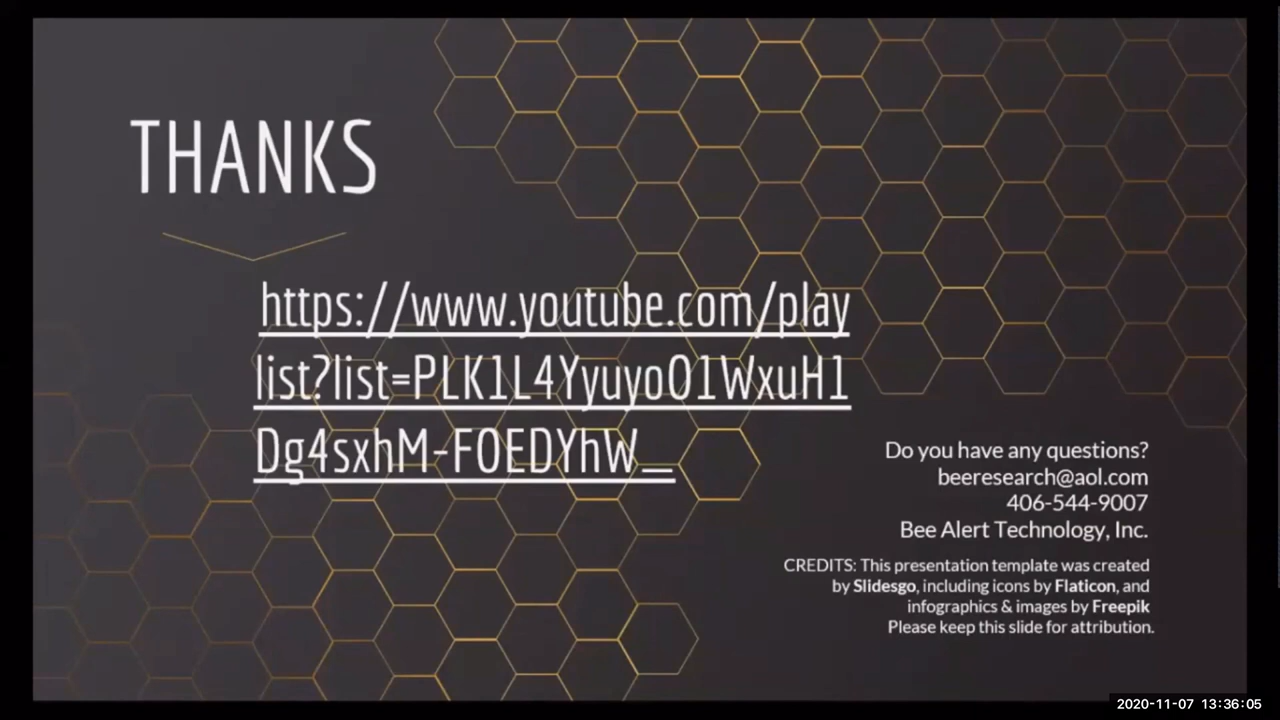 THANKS
https://www.youtube.com/play
list?list=PLK1L4YyuyoO1WxuH1
Dg4sxhM-FOEDYhW_
Do you have any questions?
beeresearch@aol.com
406-544-9007
Bee Alert Technology, Inc.
CREDITS: This presentation template was created
by Slidesgo, including icons by Flaticon, and
infographics & images by Freepik
Please keep this slide for attribution.
2020-11-07 13:36:05